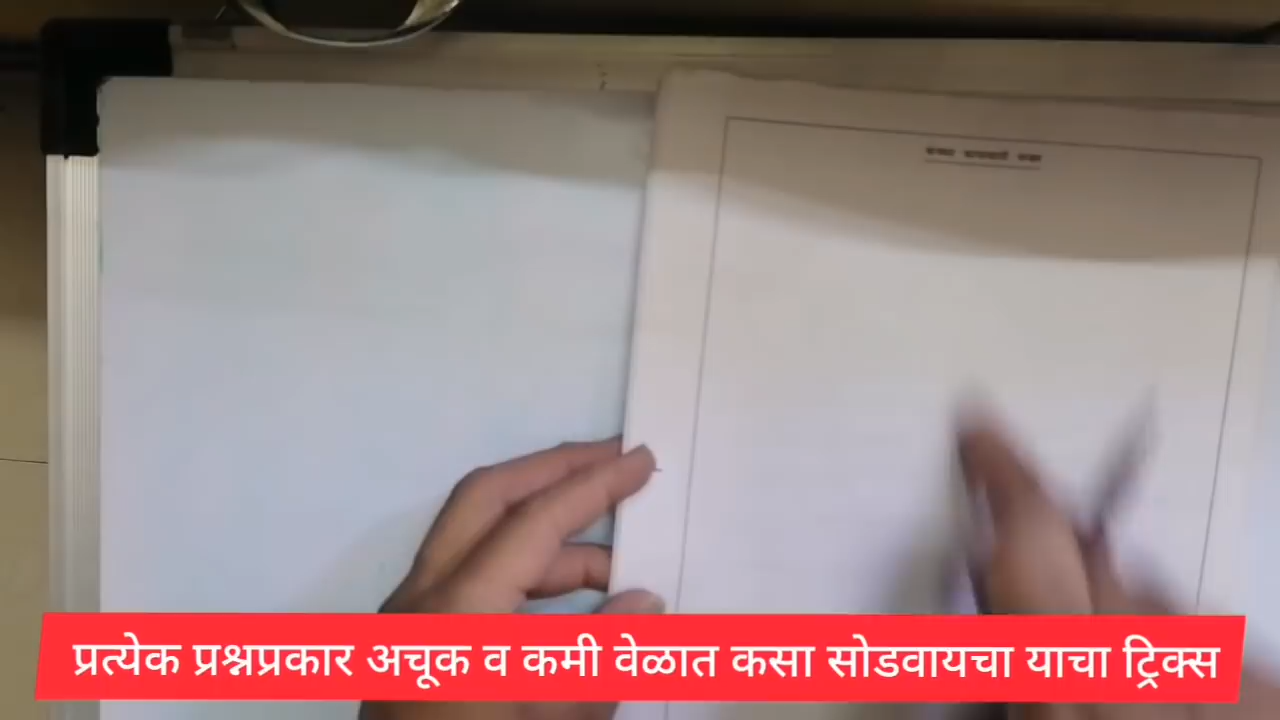 प्रत्येक प्रश्नप्रकार अचूक व कमी वेळात कसा सोडवायचा याचा ट्रिक्स